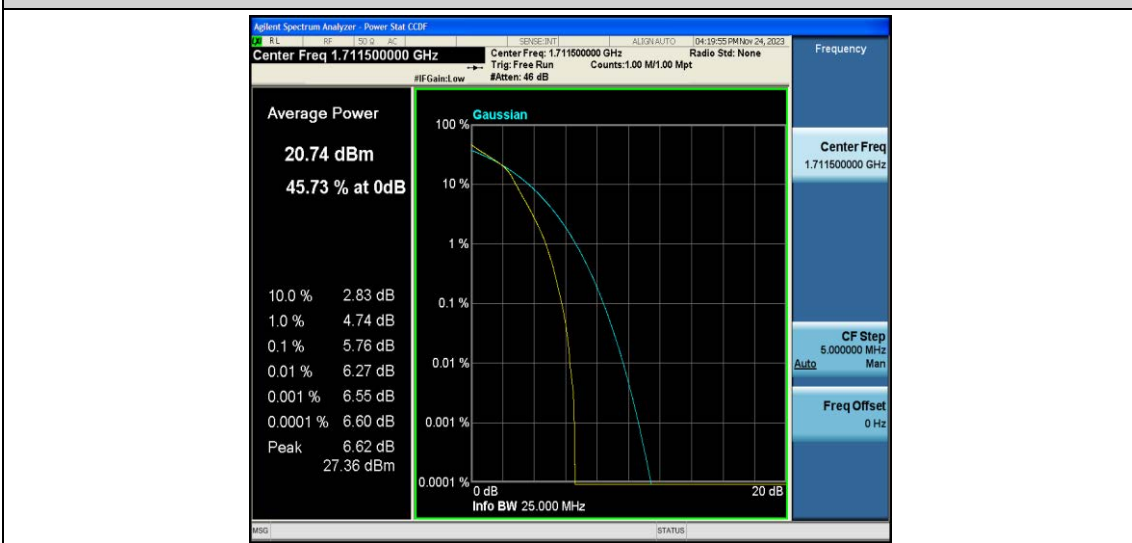 Agilent Spectrum Analyzer - Power Stat CCDF
RL RF 50 Ω AC SENSE:INT ALIGN AUTO 04:19:55 PM Nov 24, 2023
Center Freq 1.711500000 GHz
Center Freq: 1.711500000 GHz Radio Std: None
Trig: Free Run Counts:1.00 M/1.00 Mpt
#IFGain:Low #Atten: 46 dB
Frequency
Average Power
20.74 dBm
45.73 % at 0dB
10.0 % 2.83 dB
1.0 % 4.74 dB
0.1 % 5.76 dB
0.01 % 6.27 dB
0.001 % 6.55 dB
0.0001 % 6.60 dB
Peak 6.62 dB
27.36 dBm
Gaussian
100 %
10 %
1 %
0.1 %
0.01 %
0.001 %
0.0001 %
0 dB 20 dB
Info BW 25.000 MHz
Center Freq
1.711500000 GHz
CF Step
5.000000 MHz
Auto Man
Freq Offset
0 Hz
MSG STATUS